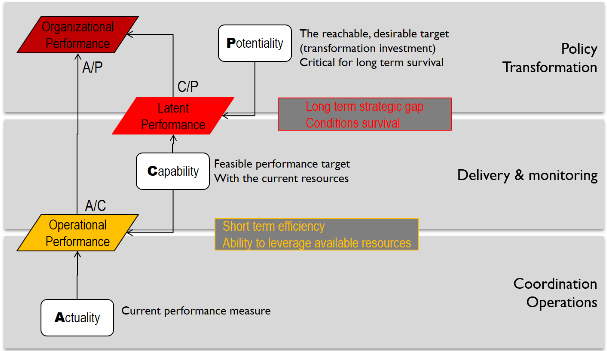 Organizational
Performance
A/P
C/P
Potentiality
The reachable, desirable target
(transformation investment)
Critical for long term survival
Policy
Transformation
Latent
Performance
Long term strategic gap
Conditions survival
Capability
Feasible performance target
With the current resources
Delivery & monitoring
A/C
Operational
Performance
Short term efficiency
Ability to leverage available resources
Coordination
Operations
Actuality
Current performance measure